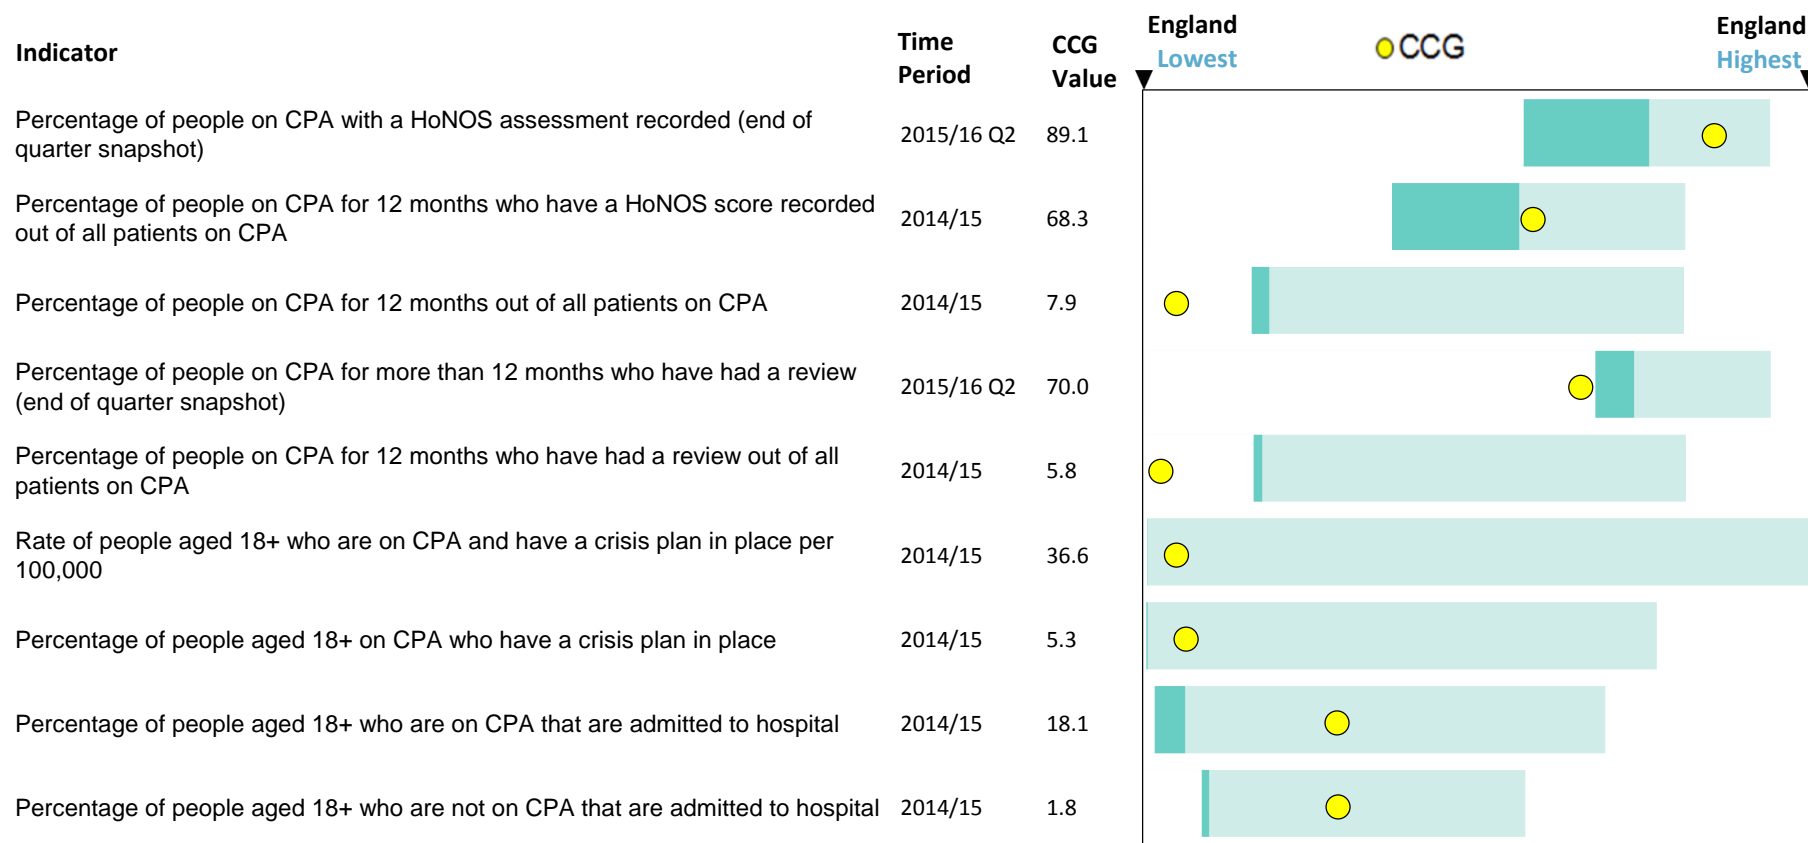 Indicator
Time Period
CCG Value
England Lowest
CCG
England Highest
Percentage of people on CPA with a HoNOS assessment recorded (end of
quarter snapshot)
2015/16 Q2
89.1
Percentage of people on CPA for 12 months who have a HoNOS score recorded
out of all patients on CPA
2014/15
68.3
Percentage of people on CPA for 12 months out of all patients on CPA
2014/15
7.9
Percentage of people on CPA for more than 12 months who have had a review
(end of quarter snapshot)
2015/16 Q2
70.0
Percentage of people on CPA for 12 months who have had a review out of all
patients on CPA
2014/15
5.8
Rate of people aged 18+ who are on CPA and have a crisis plan in place per
100,000
2014/15
36.6
Percentage of people aged 18+ on CPA who have a crisis plan in place
2014/15
5.3
Percentage of people aged 18+ who are on CPA that are admitted to hospital
2014/15
18.1
Percentage of people aged 18+ who are not on CPA that are admitted to hospital
2014/15
1.8